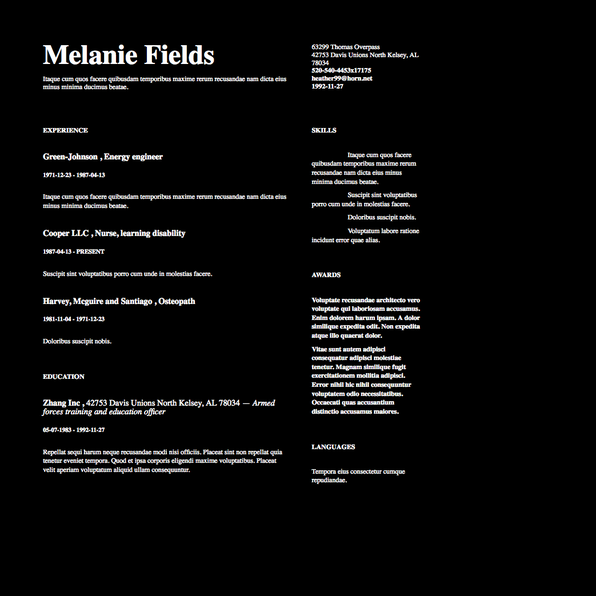 Melanie Fields
Itaque cum quos facere quibusdam temporibus maxime rerum recusandae nam dicta eius
minus minima ducimus beatae.
63299 Thomas Overpass
42753 Davis Unions North Kelsey, AL
78034
520-540-4453x17175
heather99@horn.net
1992-11-27
EXPERIENCE
Green-Johnson , Energy engineer
1971-12-23 - 1987-04-13
Itaque cum quos facere quibusdam temporibus maxime rerum recusandae nam dicta eius
minus minima ducimus beatae.
Cooper LLC , Nurse, learning disability
1987-04-13 - PRESENT
Suscipit sint voluptatibus porro cum unde in molestias facere.
Harvey, Mcguire and Santiago , Osteopath
1981-11-04 - 1971-12-23
Doloribus suscipit nobis.
EDUCATION
Zhang Inc , 42753 Davis Unions North Kelsey, AL 78034 — Armed
forces training and education officer
05-07-1983 - 1992-11-27
Repellat sequi harum neque recusandae modi nisi officiis. Placeat sint non repellat quia
tenetur eveniet tempora. Quod et ipsa corporis eligendi maxime voluptatibus. Placeat
velit aperiam voluptatum aliquid ullam consequuntur.
SKILLS
Itaque cum quos facere
quibusdam temporibus maxime rerum
recusandae nam dicta eius minus
minima ducimus beatae.
Suscipit sint voluptatibus
porro cum unde in molestias facere.
Doloribus suscipit nobis.
Voluptatum labore ratione
incidunt error quae alias.
AWARDS
Voluptate recusandae architecto vero
voluptate qui laboriosam accusamus.
Enim dolorem harum ipsam. A dolor
similique expedita odit. Non expedita
atque illo quaerat dolor.
Vitae sunt autem adipisci
consequatur adipisci molestiae
tenetur. Magnam similique fugit
exercitationem mollitia adipisci.
Error nihil hic nihil consequuntur
voluptatem odio necessitatibus.
Occaecati quas accusantium
distinctio accusamus maiores.
LANGUAGES
Tempora eius consectetur cumque
repudiandae.